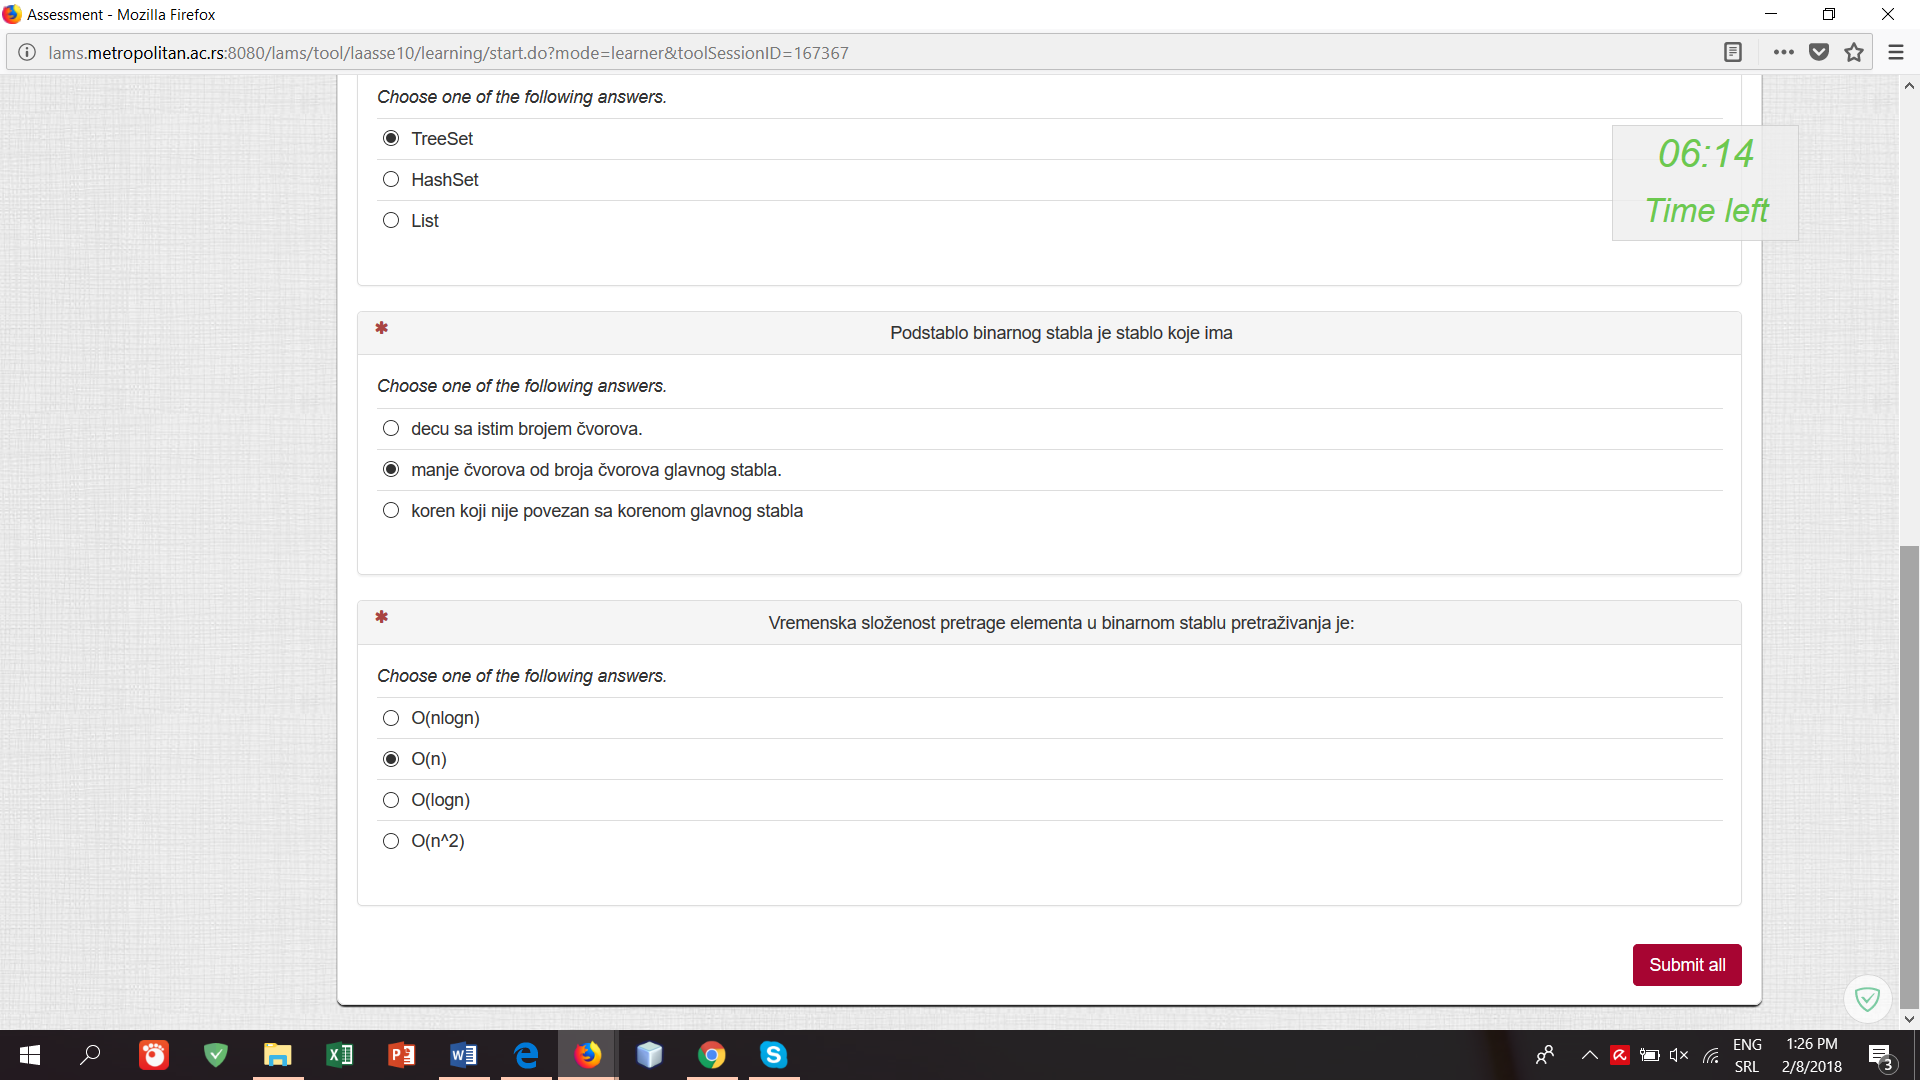 Assessment - Mozilla Firefox
lams.metropolitan.ac.rs:8080/lams/tool/laasse10/learning/start.do?mode=learner&toolSessionID=167367
Choose one of the following answers.
TreeSet
HashSet
List
06:14
Time left
Podstablo binarnog stabla je stablo koje ima
Choose one of the following answers.
decu sa istim brojem čvorova.
manje čvorova od broja čvorova glavnog stabla.
koren koji nije povezan sa korenom glavnog stabla
Vremenska složenost pretrage elementa u binarnom stablu pretraživanja je:
Choose one of the following answers.
O(nlogn)
O(n)
O(logn)
O(n^2)
Submit all
ENG
SRL
1:26 PM
2/8/2018
3